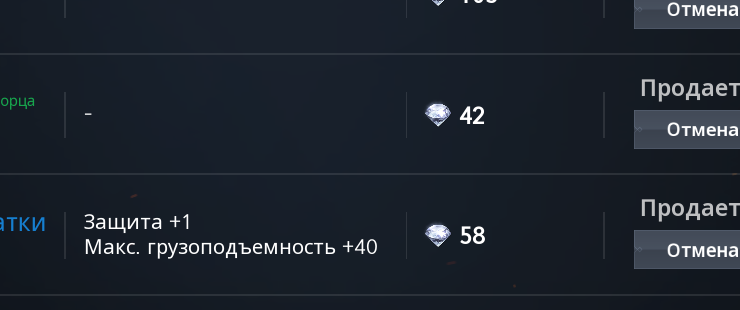 Отмена
орца
-
42
Продает
Отмена
атки
Защита +1
Макс. грузоподъемность +40
58
Продает
Отмена